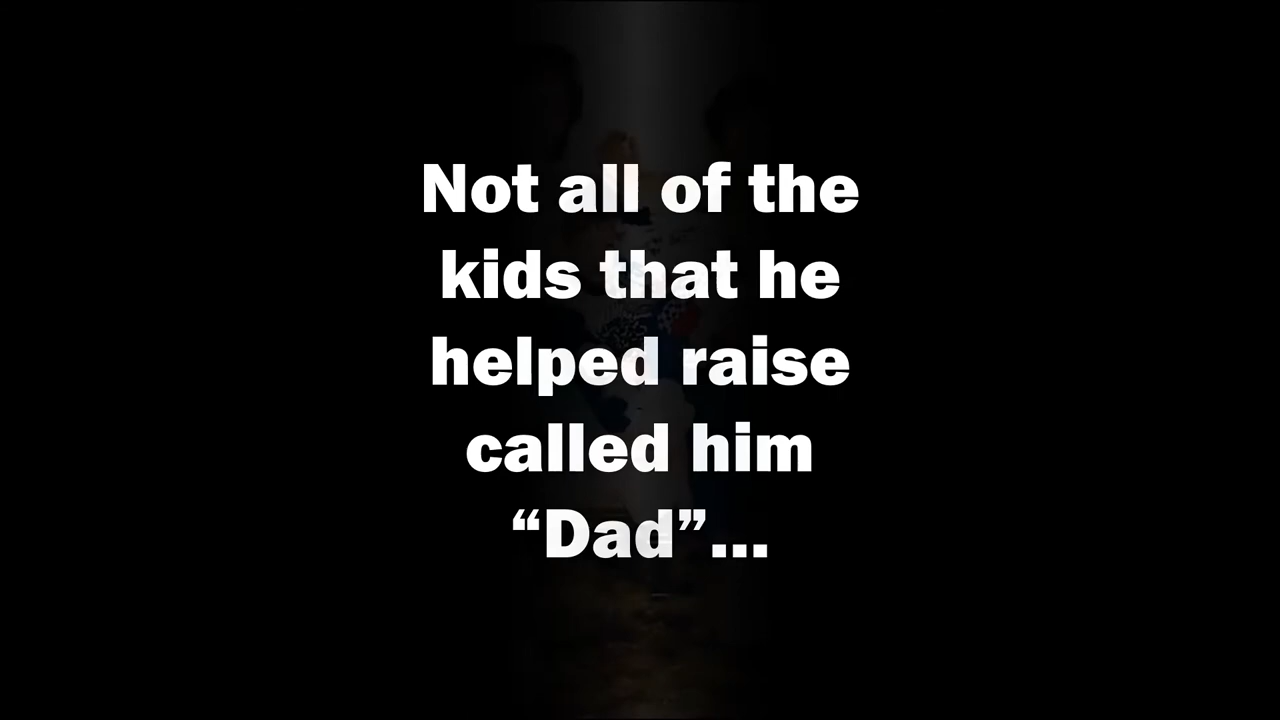 Not all of the
kids that he
helped raise
called him
“Dad”...